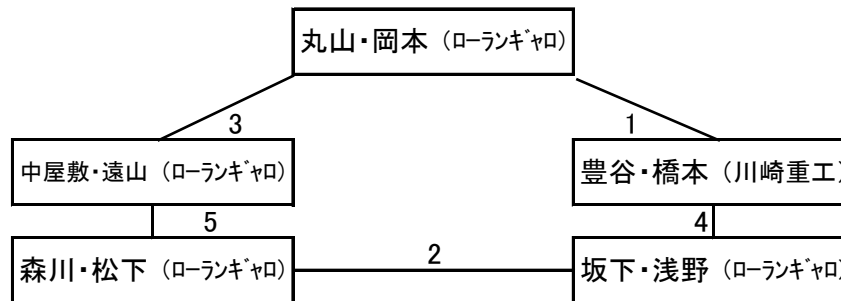 丸山・岡本（ローランギャロ）
3
1
中屋敷・遠山（ローランギャロ）
豊谷・橋本（川崎重工）
5
4
森川・松下（ローランギャロ）
2
坂下・浅野（ローランギャロ）